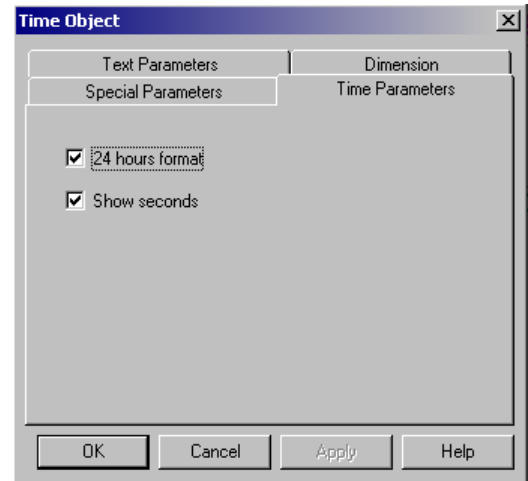 Time Object
Text Parameters Dimension
Special Parameters Time Parameters
24 hours format
Show seconds
OK Cancel Apply Help